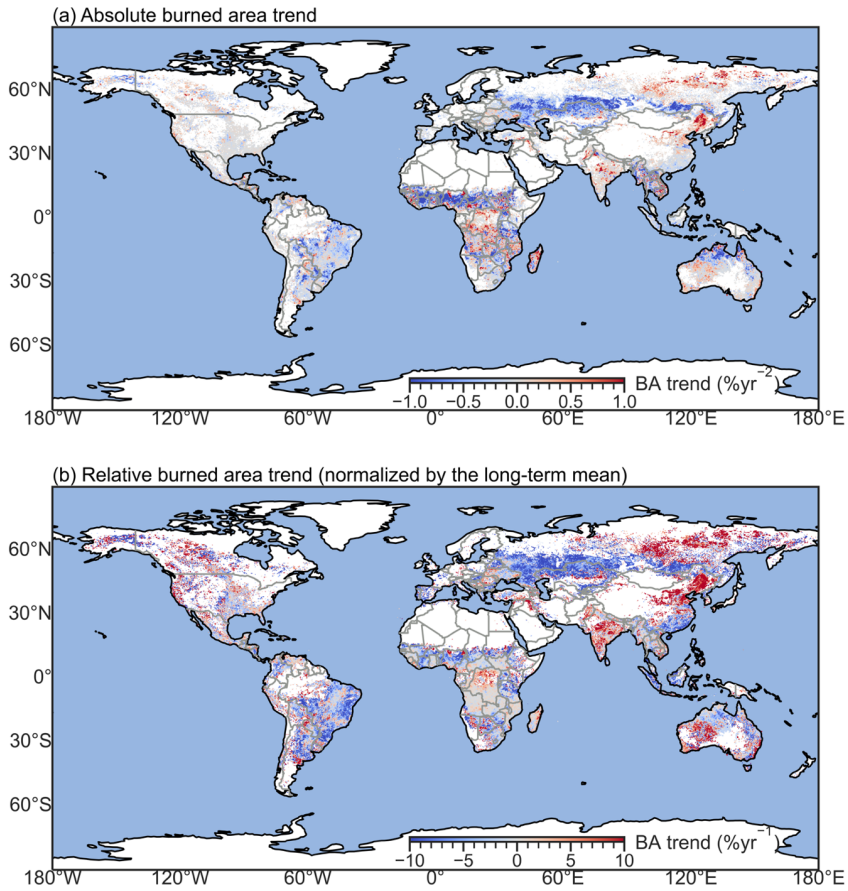 (a) Absolute burned area trend
60°N
30°N
0°
30°S
60°S
BA trend (%yr⁻²)
−1.0 −0.5 0.0 0.5 1.0
180°W 120°W 60°W 0° 60°E 120°E 180°E
(b) Relative burned area trend (normalized by the long-term mean)
60°N
30°N
0°
30°S
60°S
BA trend (%yr⁻¹)
−10 −5 0 5 10
180°W 120°W 60°W 0° 60°E 120°E 180°E